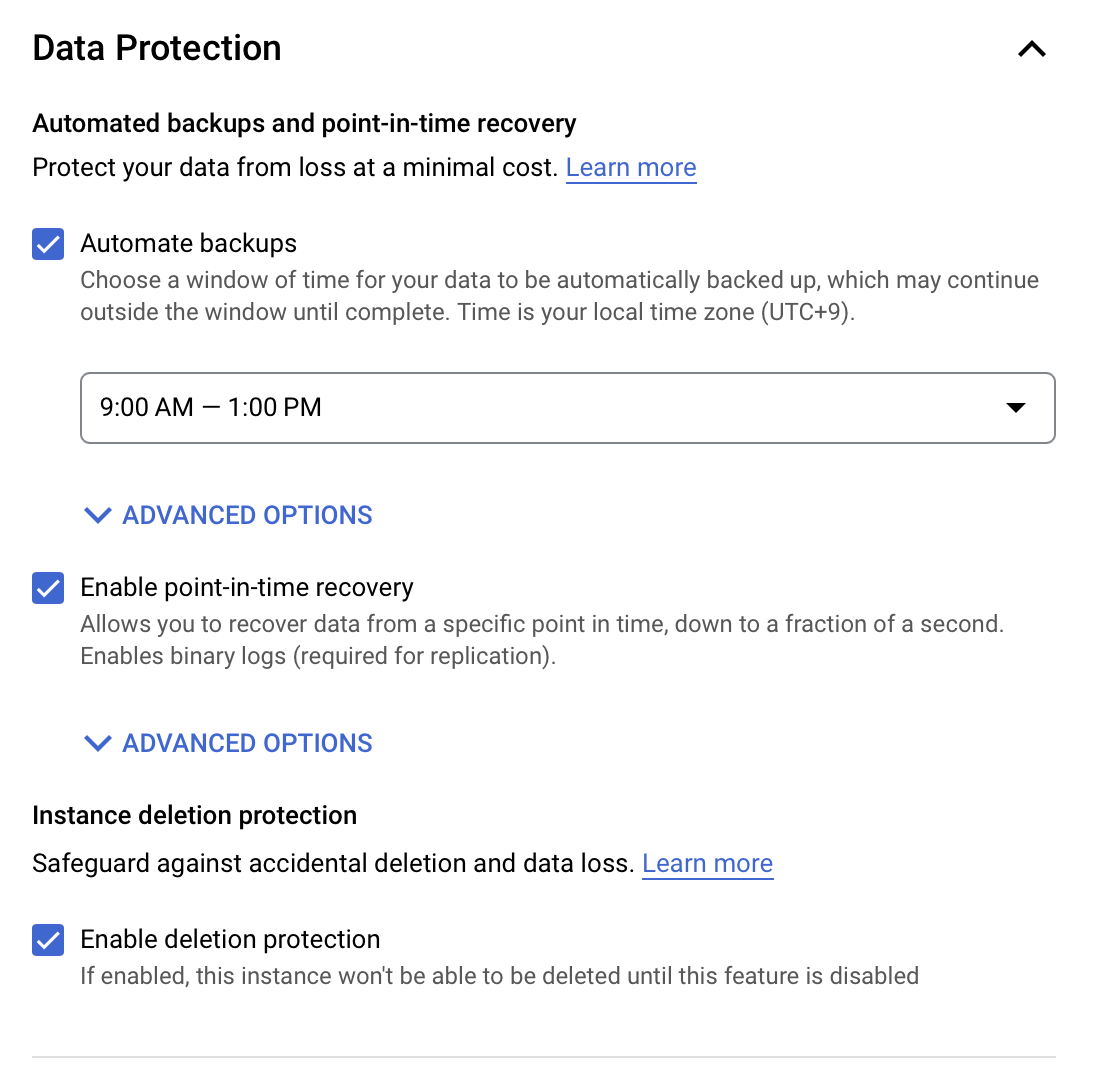 Data Protection
Automated backups and point-in-time recovery
Protect your data from loss at a minimal cost. Learn more
Automate backups
Choose a window of time for your data to be automatically backed up, which may continue
outside the window until complete. Time is your local time zone (UTC+9).
9:00 AM — 1:00 PM
ADVANCED OPTIONS
Enable point-in-time recovery
Allows you to recover data from a specific point in time, down to a fraction of a second.
Enables binary logs (required for replication).
ADVANCED OPTIONS
Instance deletion protection
Safeguard against accidental deletion and data loss. Learn more
Enable deletion protection
If enabled, this instance won't be able to be deleted until this feature is disabled